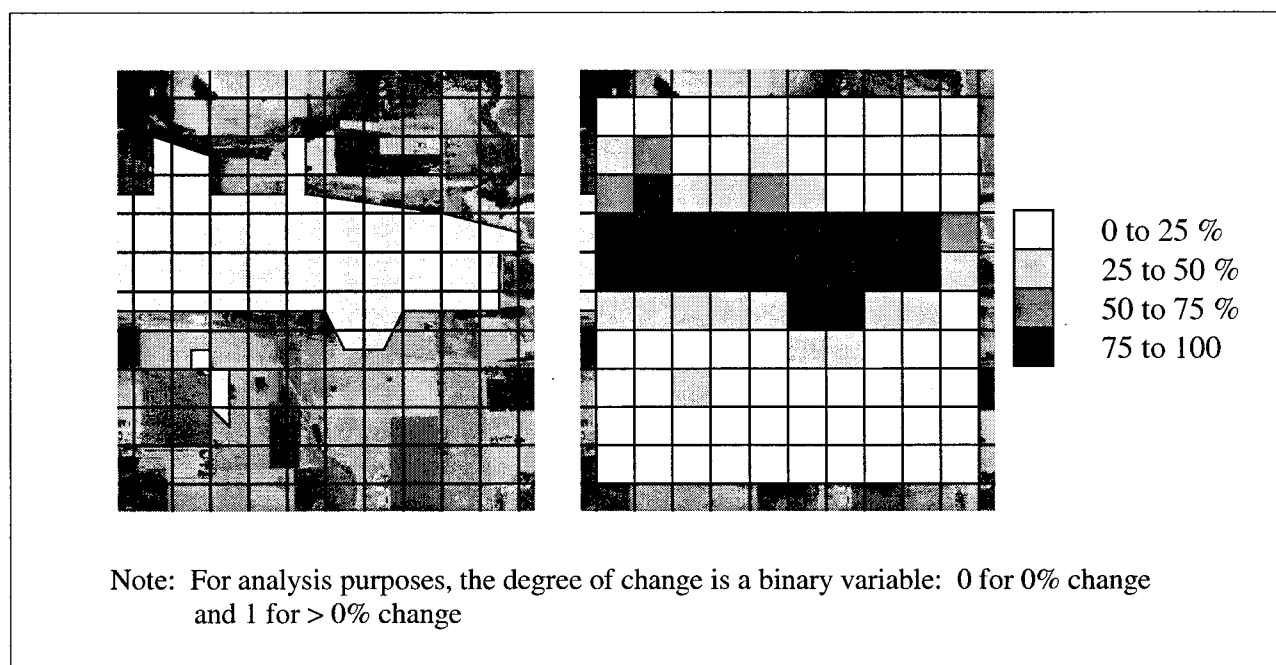 0 to 25 %
25 to 50 %
50 to 75 %
75 to 100
Note: For analysis purposes, the degree of change is a binary variable: 0 for 0% change
and 1 for > 0% change